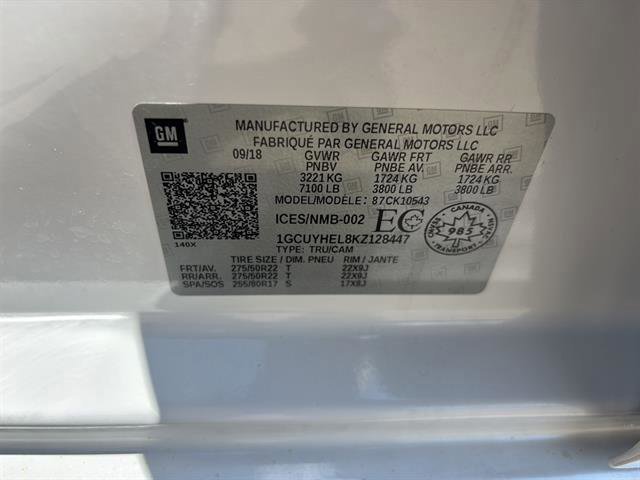 GM
MANUFACTURED BY GENERAL MOTORS LLC
FABRIQUÉ PAR GENERAL MOTORS LLC
09/18 GVWR GAWR FRT GAWR RR
PNBV PNBE AV. PNBE ARR.
3221 KG 1724 KG 1724 KG
7100 LB 3800 LB 3800 LB
MODEL/MODÈLE: 87CK10543
ICES/NMB-002 EC CANADA 985 TRANSPORT
1GCUYHEL8KZ128447
140X TYPE: TRU/CAM
TIRE SIZE / DIM. PNEU RIM / JANTE
FRT/AV. 275/50R22 T 22X9J
RR/ARR. 275/50R22 T 22X9J
SPA/SOS 255/80R17 S 17X8J